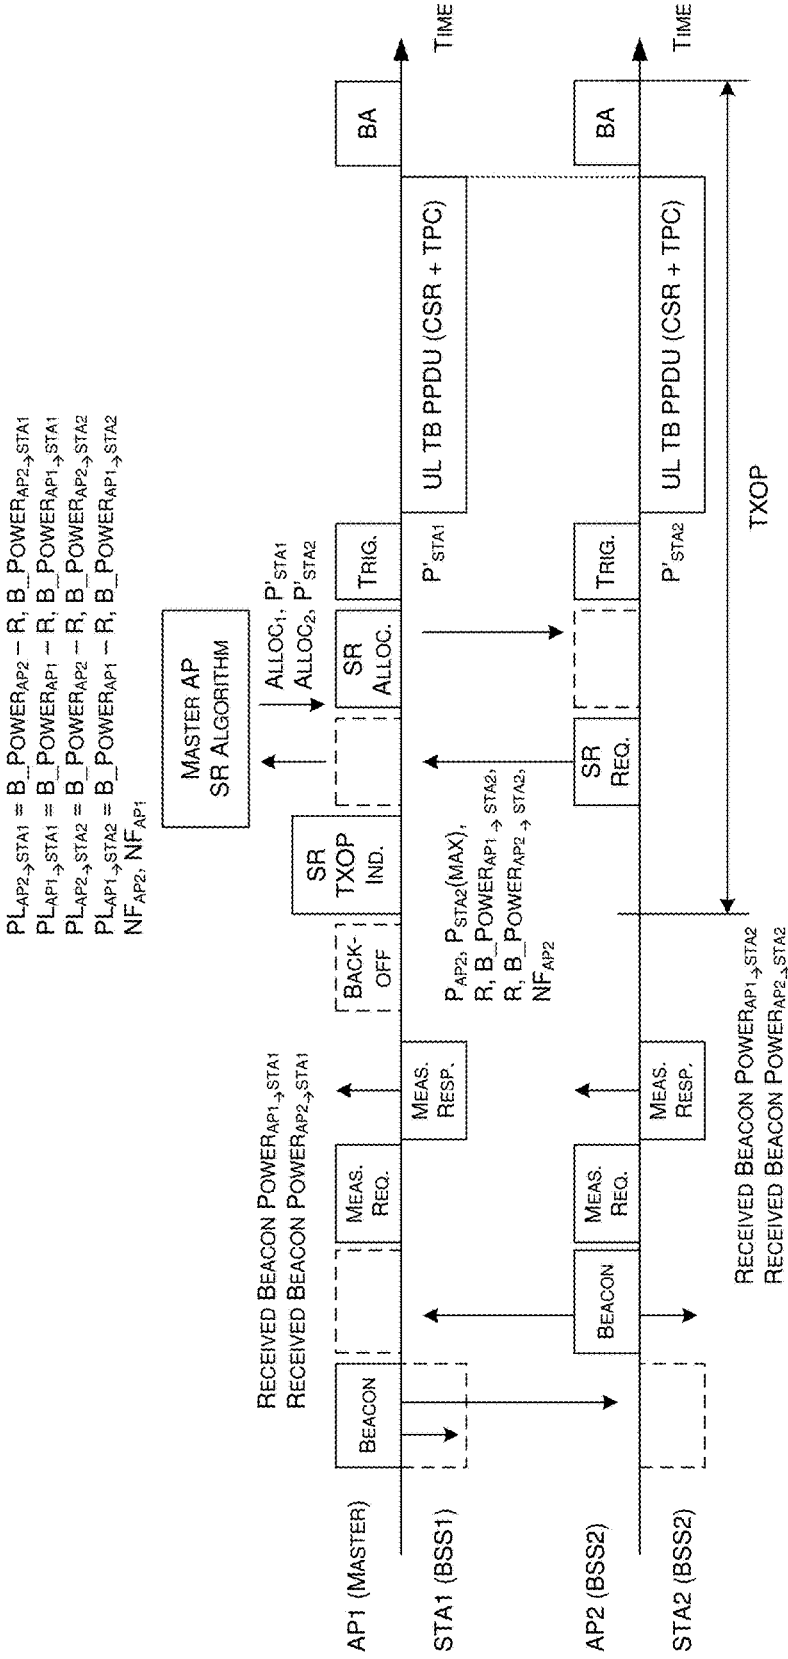 PLAP2→STA1 = B_POWERAP2 – R, B_POWERAP2→STA1
PLAP1→STA1 = B_POWERAP1 – R, B_POWERAP1→STA1
PLAP2→STA2 = B_POWERAP2 – R, B_POWERAP2→STA2
PLAP1→STA2 = B_POWERAP1 – R, B_POWERAP1→STA2
NFAP2, NFAP1
MASTER AP
SR ALGORITHM
RECEIVED BEACON POWERAP1→STA1
RECEIVED BEACON POWERAP2→STA1
ALLOC1, P'STA1
ALLOC2, P'STA2
AP1 (MASTER)
BEACON
MEAS.
REQ.
BACK-
OFF
SR
TXOP
IND.
SR
ALLOC.
TRIG.
BA
TIME
STA1 (BSS1)
MEAS.
RESP.
P'STA1
UL TB PPDU (CSR + TPC)
PAP2, PSTA2(MAX),
R, B_POWERAP1→STA2,
R, B_POWERAP2→STA2,
NFAP2
AP2 (BSS2)
BEACON
MEAS.
REQ.
SR
REQ.
TRIG.
BA
TIME
STA2 (BSS2)
MEAS.
RESP.
P'STA2
UL TB PPDU (CSR + TPC)
RECEIVED BEACON POWERAP1→STA2
RECEIVED BEACON POWERAP2→STA2
TXOP